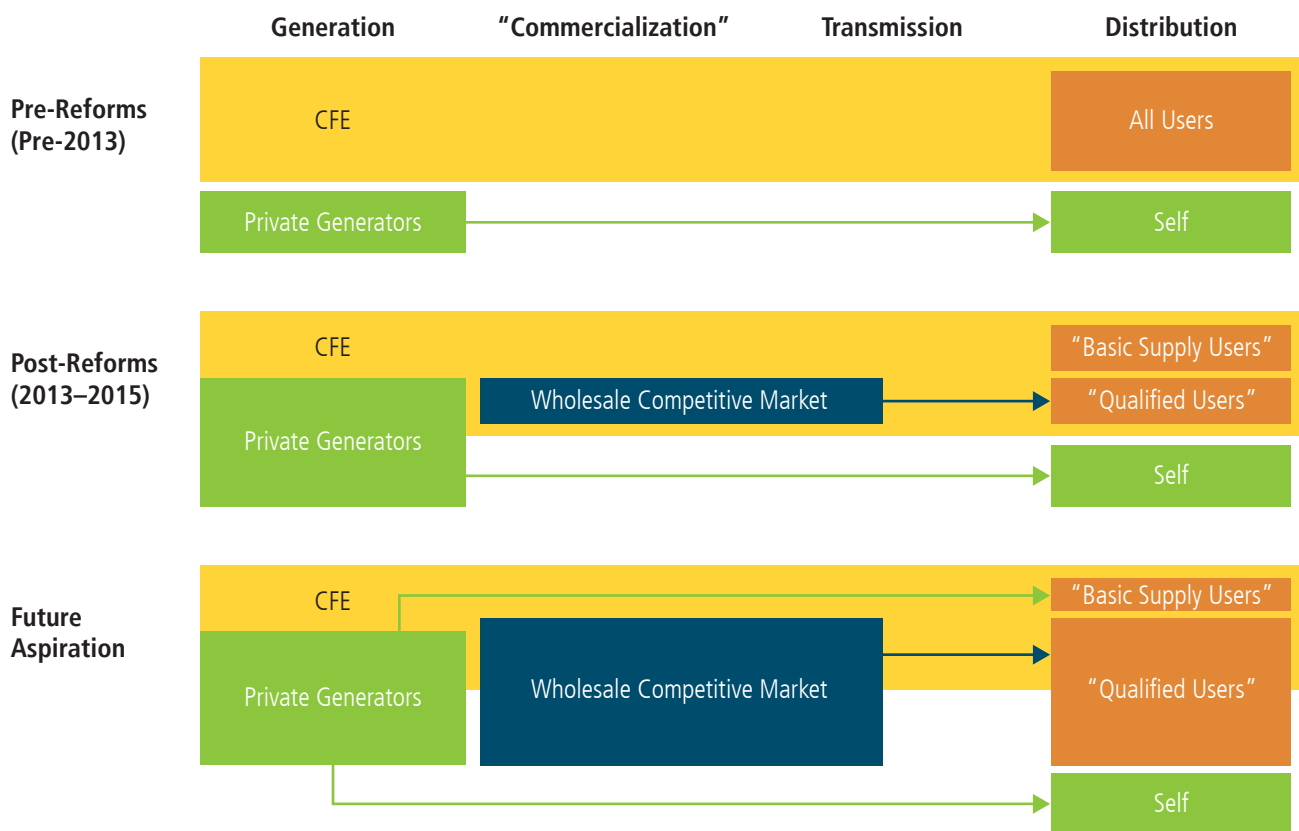 Generation “Commercialization” Transmission Distribution
Pre-Reforms
(Pre-2013)
CFE
All Users
Private Generators
Self
Post-Reforms
(2013–2015)
CFE
“Basic Supply Users”
Wholesale Competitive Market
“Qualified Users”
Private Generators
Self
Future
Aspiration
CFE
“Basic Supply Users”
Private Generators
Wholesale Competitive Market
“Qualified Users”
Self